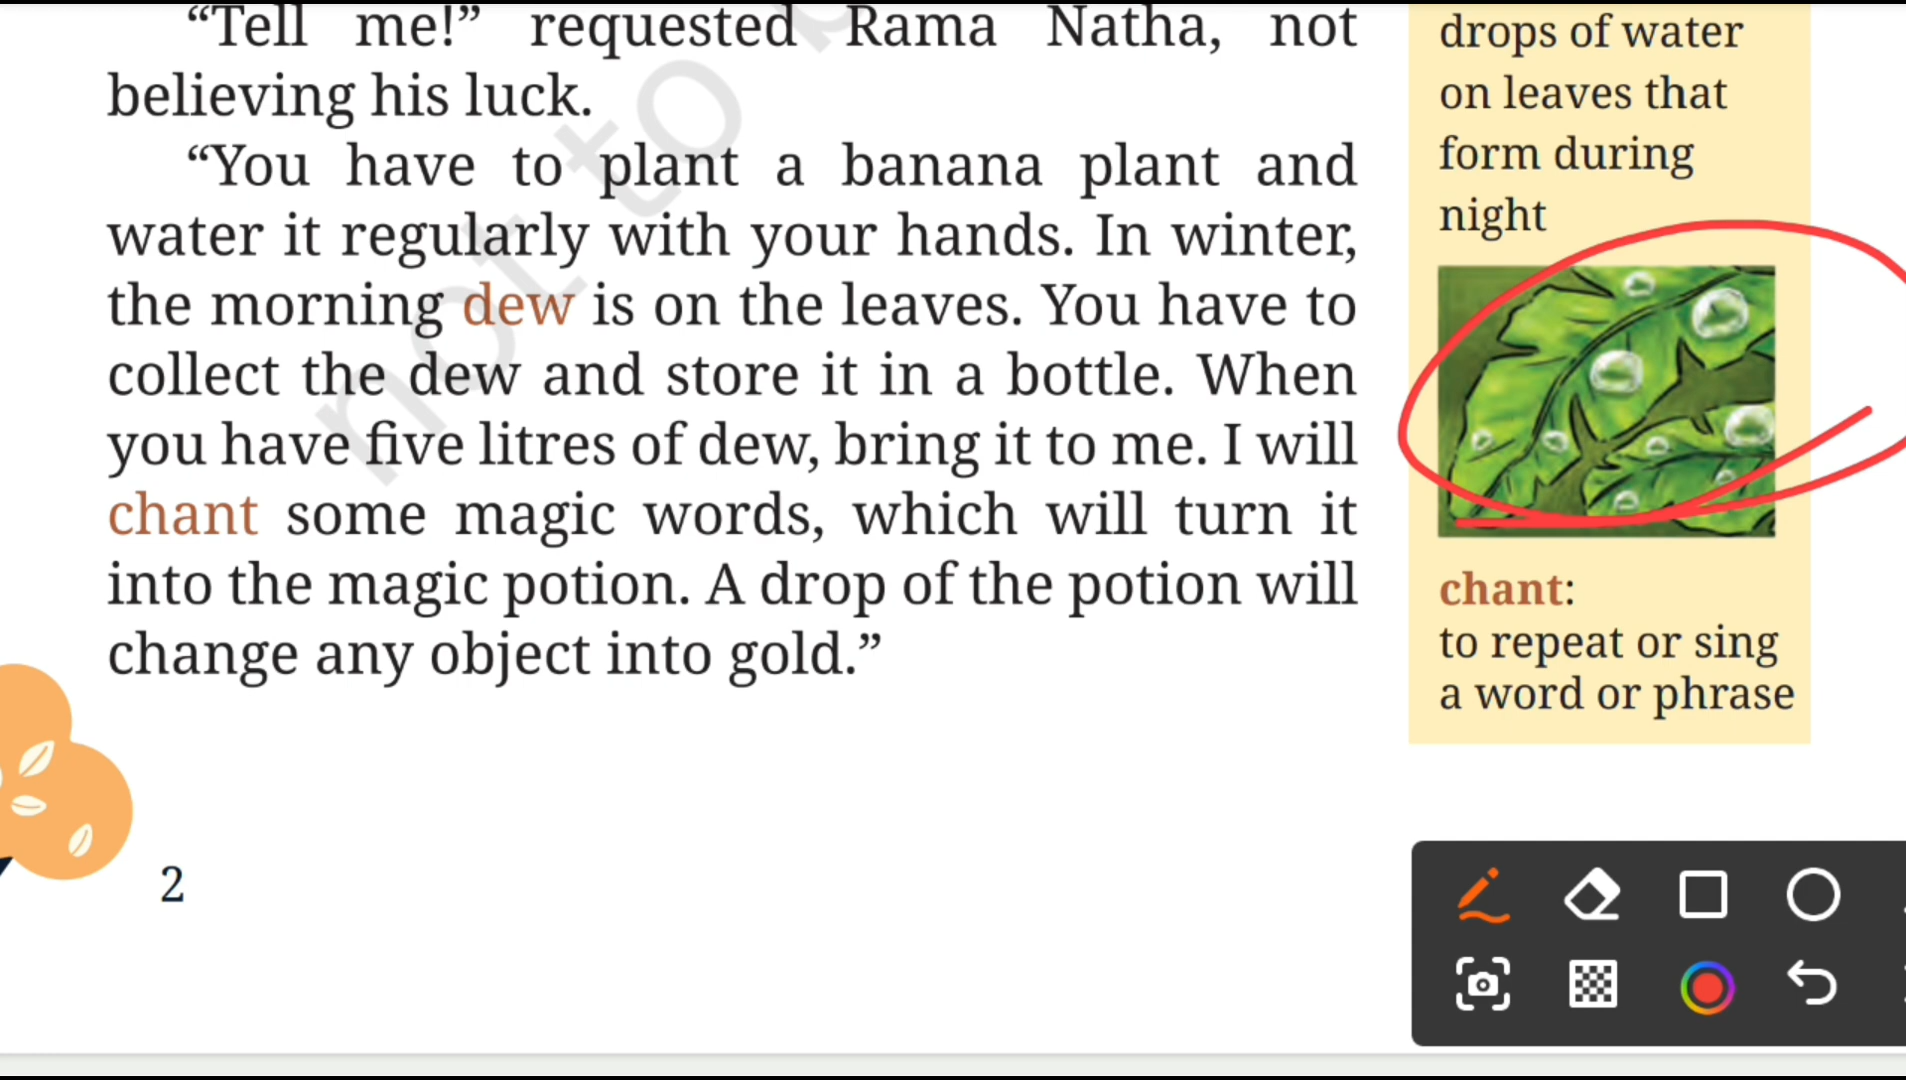 “Tell me!” requested Rama Natha, not
believing his luck.
“You have to plant a banana plant and
water it regularly with your hands. In winter,
the morning dew is on the leaves. You have to
collect the dew and store it in a bottle. When
you have five litres of dew, bring it to me. I will
chant some magic words, which will turn it
into the magic potion. A drop of the potion will
change any object into gold.”
2
drops of water
on leaves that
form during
night
chant:
to repeat or sing
a word or phrase
not to b